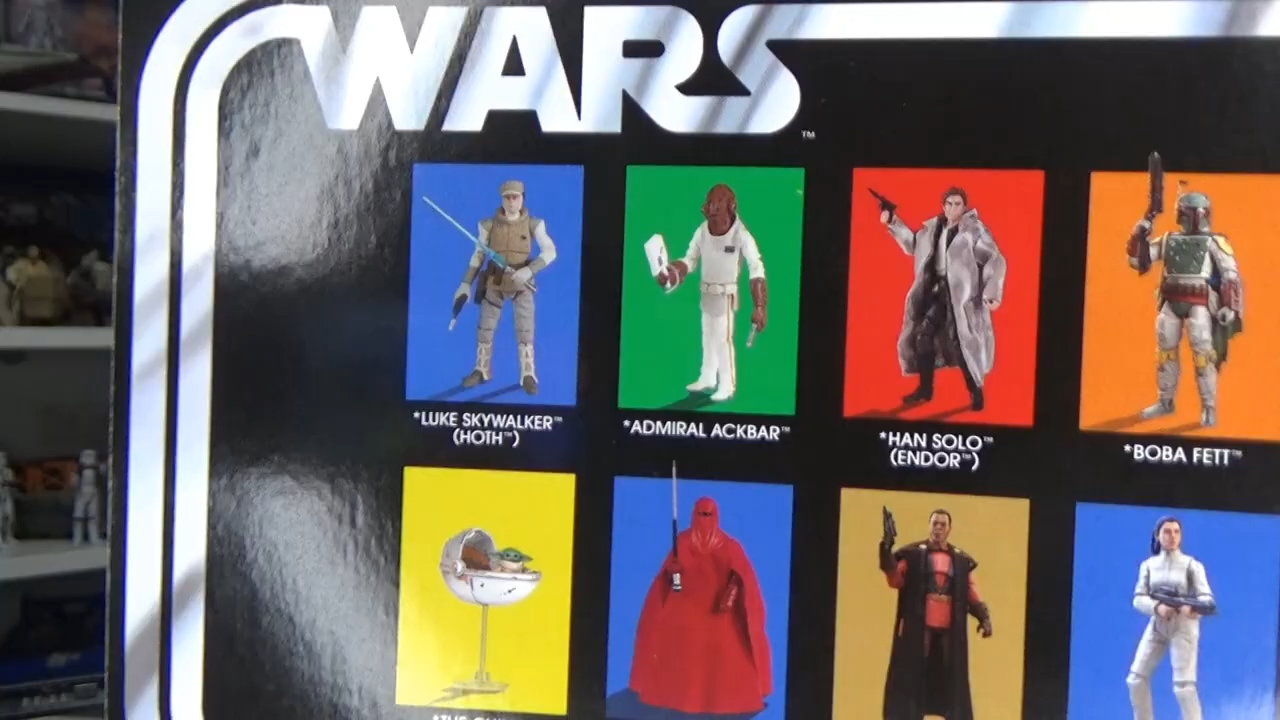 WARS™
*LUKE SKYWALKER™
(HOTH™)
*ADMIRAL ACKBAR™
*HAN SOLO™
(ENDOR™)
*BOBA FETT™